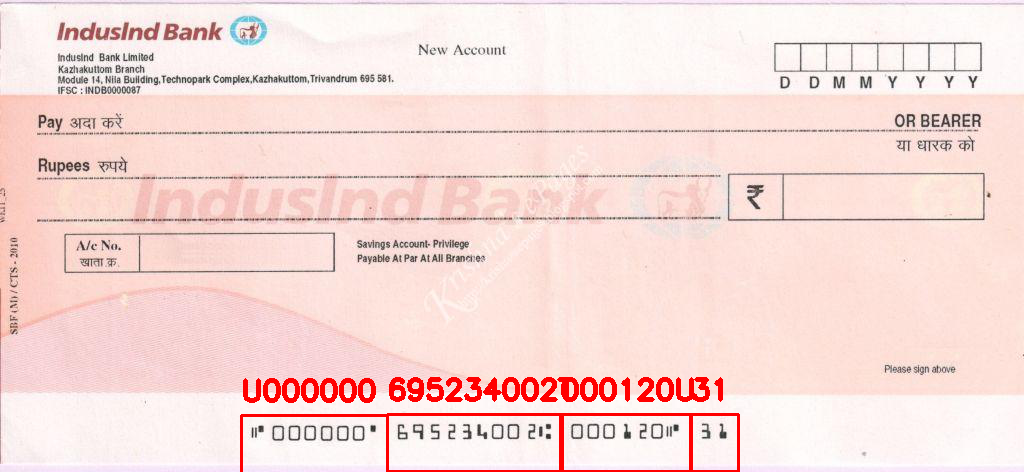 IndusInd Bank
New Account
IndusInd Bank Limited
Kazhakuttom Branch
Module 14, Nila Building,Technopark Complex,Kazhakuttom,Trivandrum 695 581.
IFSC : INDB0000087
D D M M Y Y Y Y
Pay अदा करें
OR BEARER
या धारक को
Rupees रुपये
IndusInd Bank
₹
A/c No.
खाता क्र.
Savings Account- Privilege
Payable At Par At All Branches
SBF (M) / CTS - 2010
Please sign above
U000000 695234002T000120U31
⑈000000⑈ 695234002⑆ 000120⑈ 31